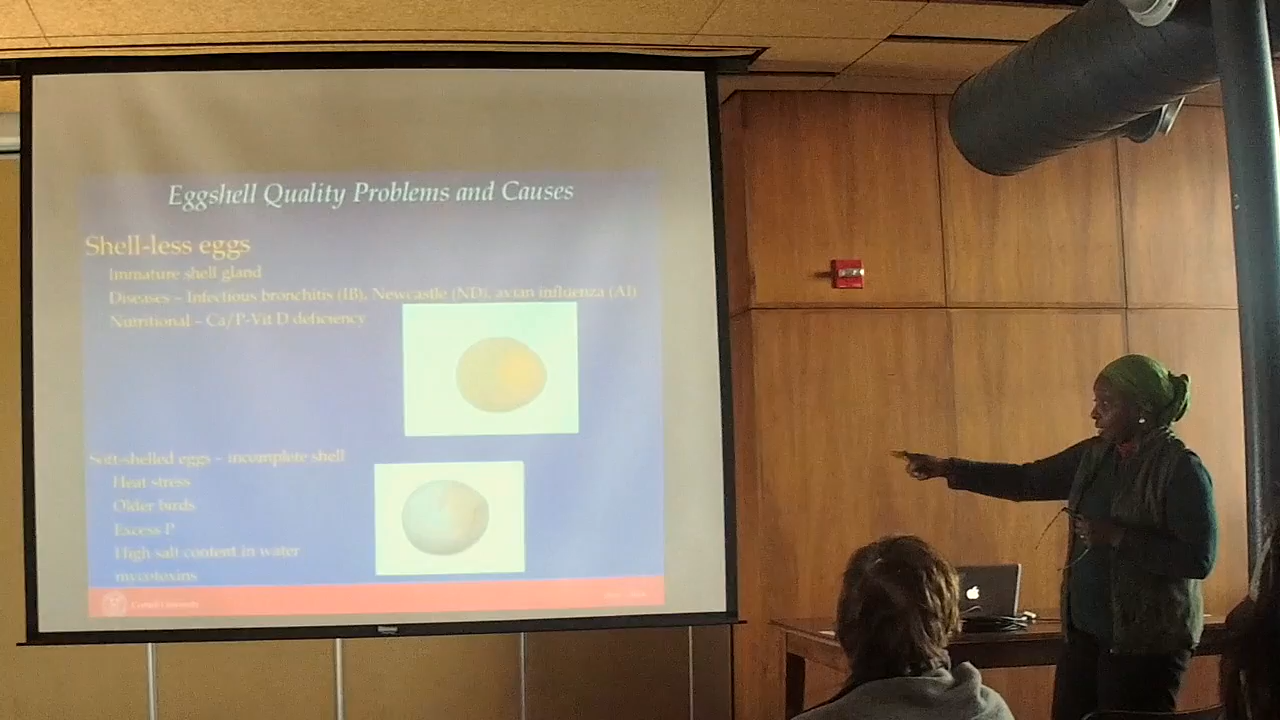 Eggshell Quality Problems and Causes
Shell-less eggs
Immature shell gland
Diseases – Infectious bronchitis (IB), Newcastle (ND), avian influenza (AI)
Nutritional – Ca/P-Vit D deficiency
Soft-shelled eggs – incomplete shell
Heat stress
Older birds
Excess P
High salt content in water
mycotoxins
Cornell University